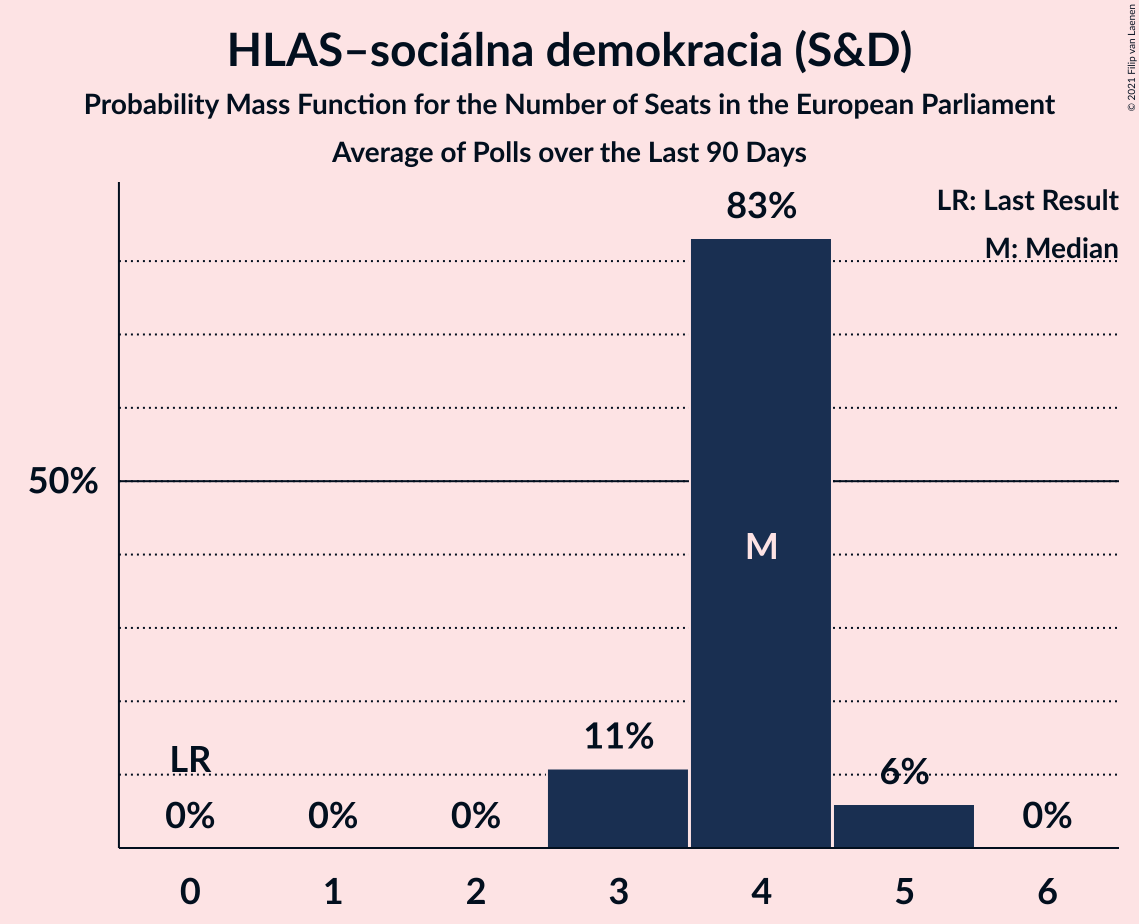 HLAS–sociálna demokracia (S&D)
Probability Mass Function for the Number of Seats in the European Parliament
Average of Polls over the Last 90 Days
© 2021 Filip van Laenen
LR: Last Result
M: Median
83%
50%
M
LR
11%
6%
0% 0% 0% 0%
0 1 2 3 4 5 6